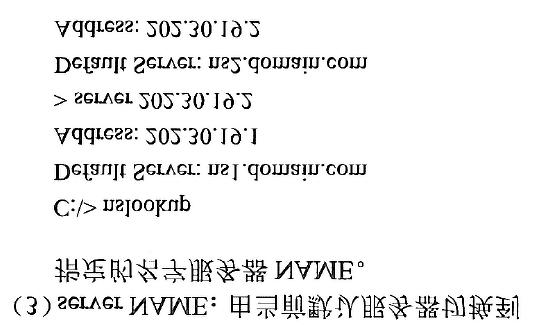 (3) server NAME: 由当前默认服务器切换到
指定的名字服务器 NAME。
C:\> nslookup
Default Server: ns1.domain.com
Address: 202.30.19.1
> server 202.30.19.2
Default Server: ns2.domain.com
Address: 202.30.19.2